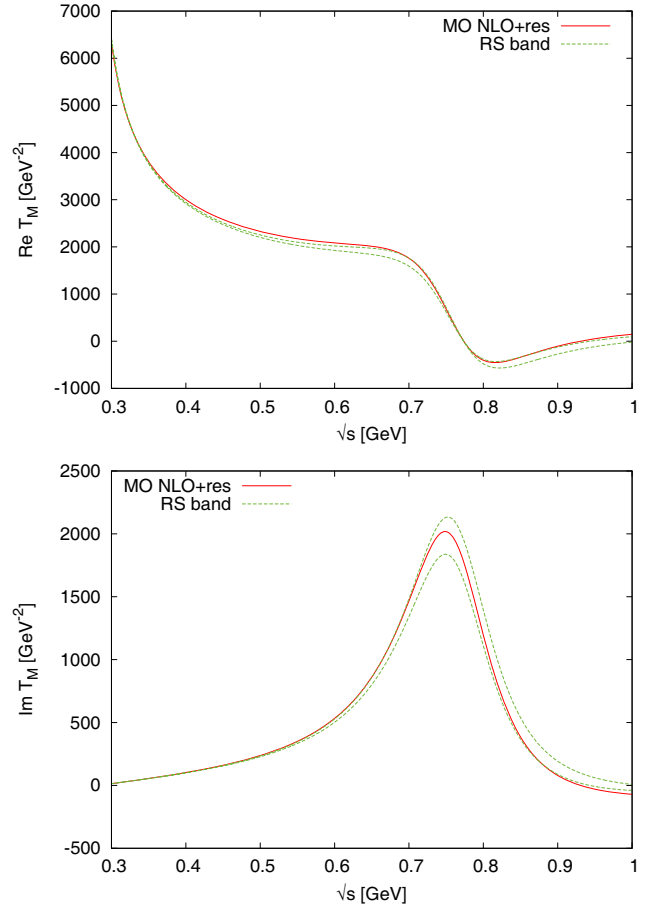 MO NLO+res
RS band
7000
6000
5000
4000
3000
2000
1000
0
-1000
Re T_M [GeV^-2]
0.3 0.4 0.5 0.6 0.7 0.8 0.9 1
√s [GeV]
MO NLO+res
RS band
2500
2000
1500
1000
500
0
-500
Im T_M [GeV^-2]
0.3 0.4 0.5 0.6 0.7 0.8 0.9 1
√s [GeV]